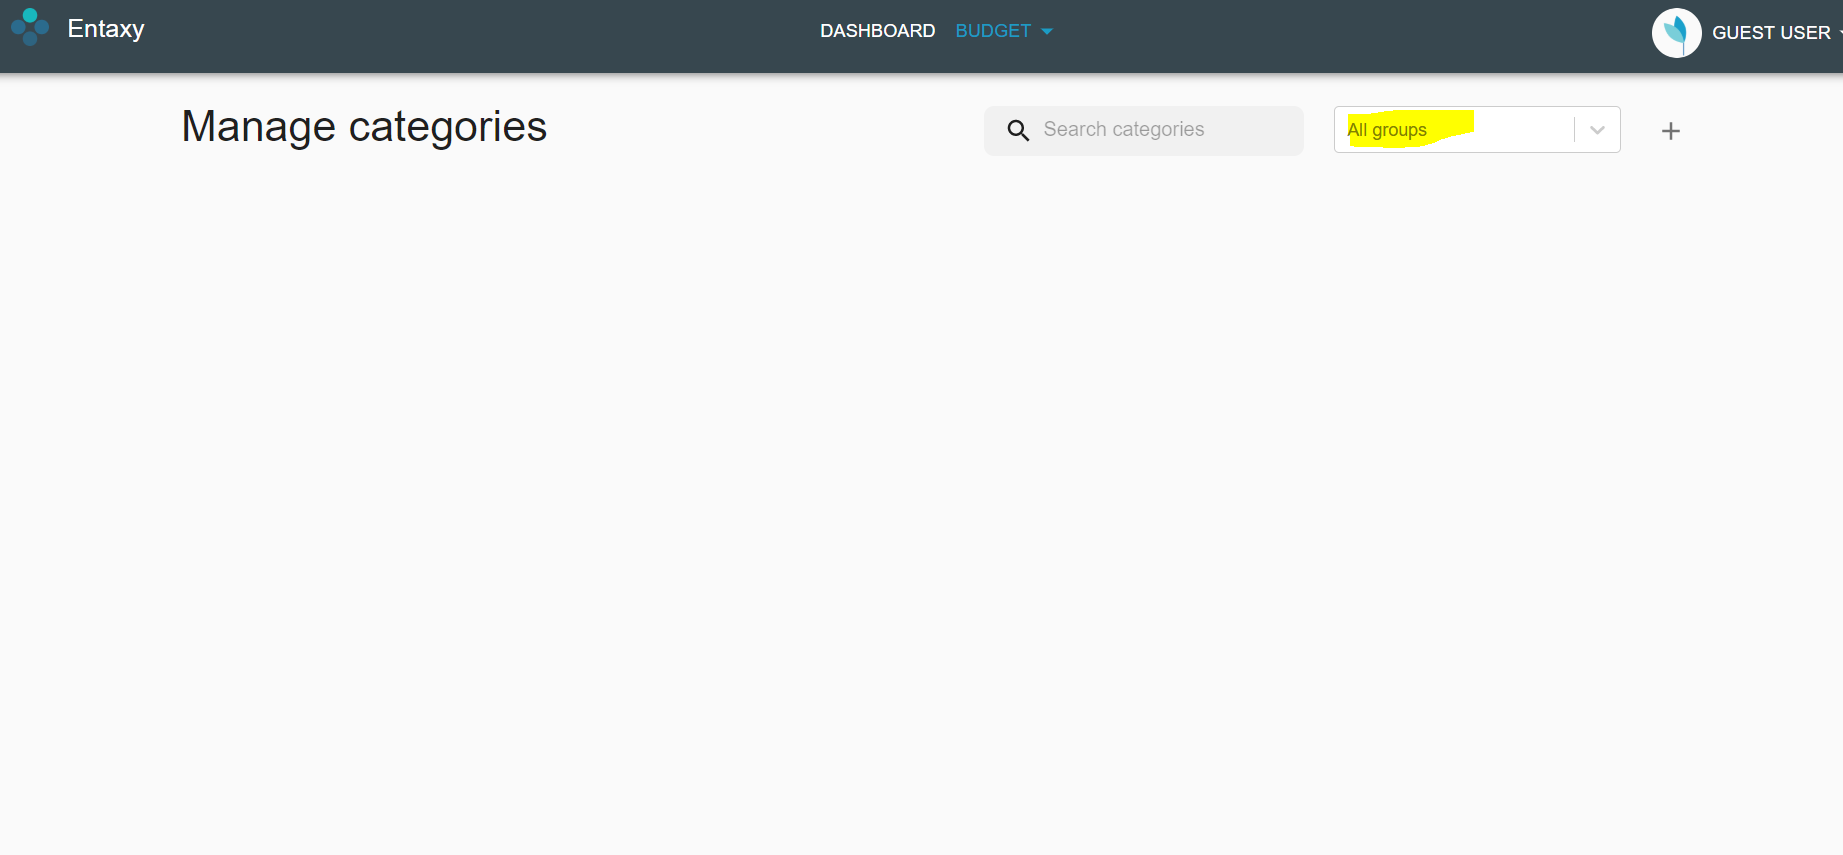 Entaxy
DASHBOARD BUDGET
GUEST USER
Manage categories
Search categories
All groups